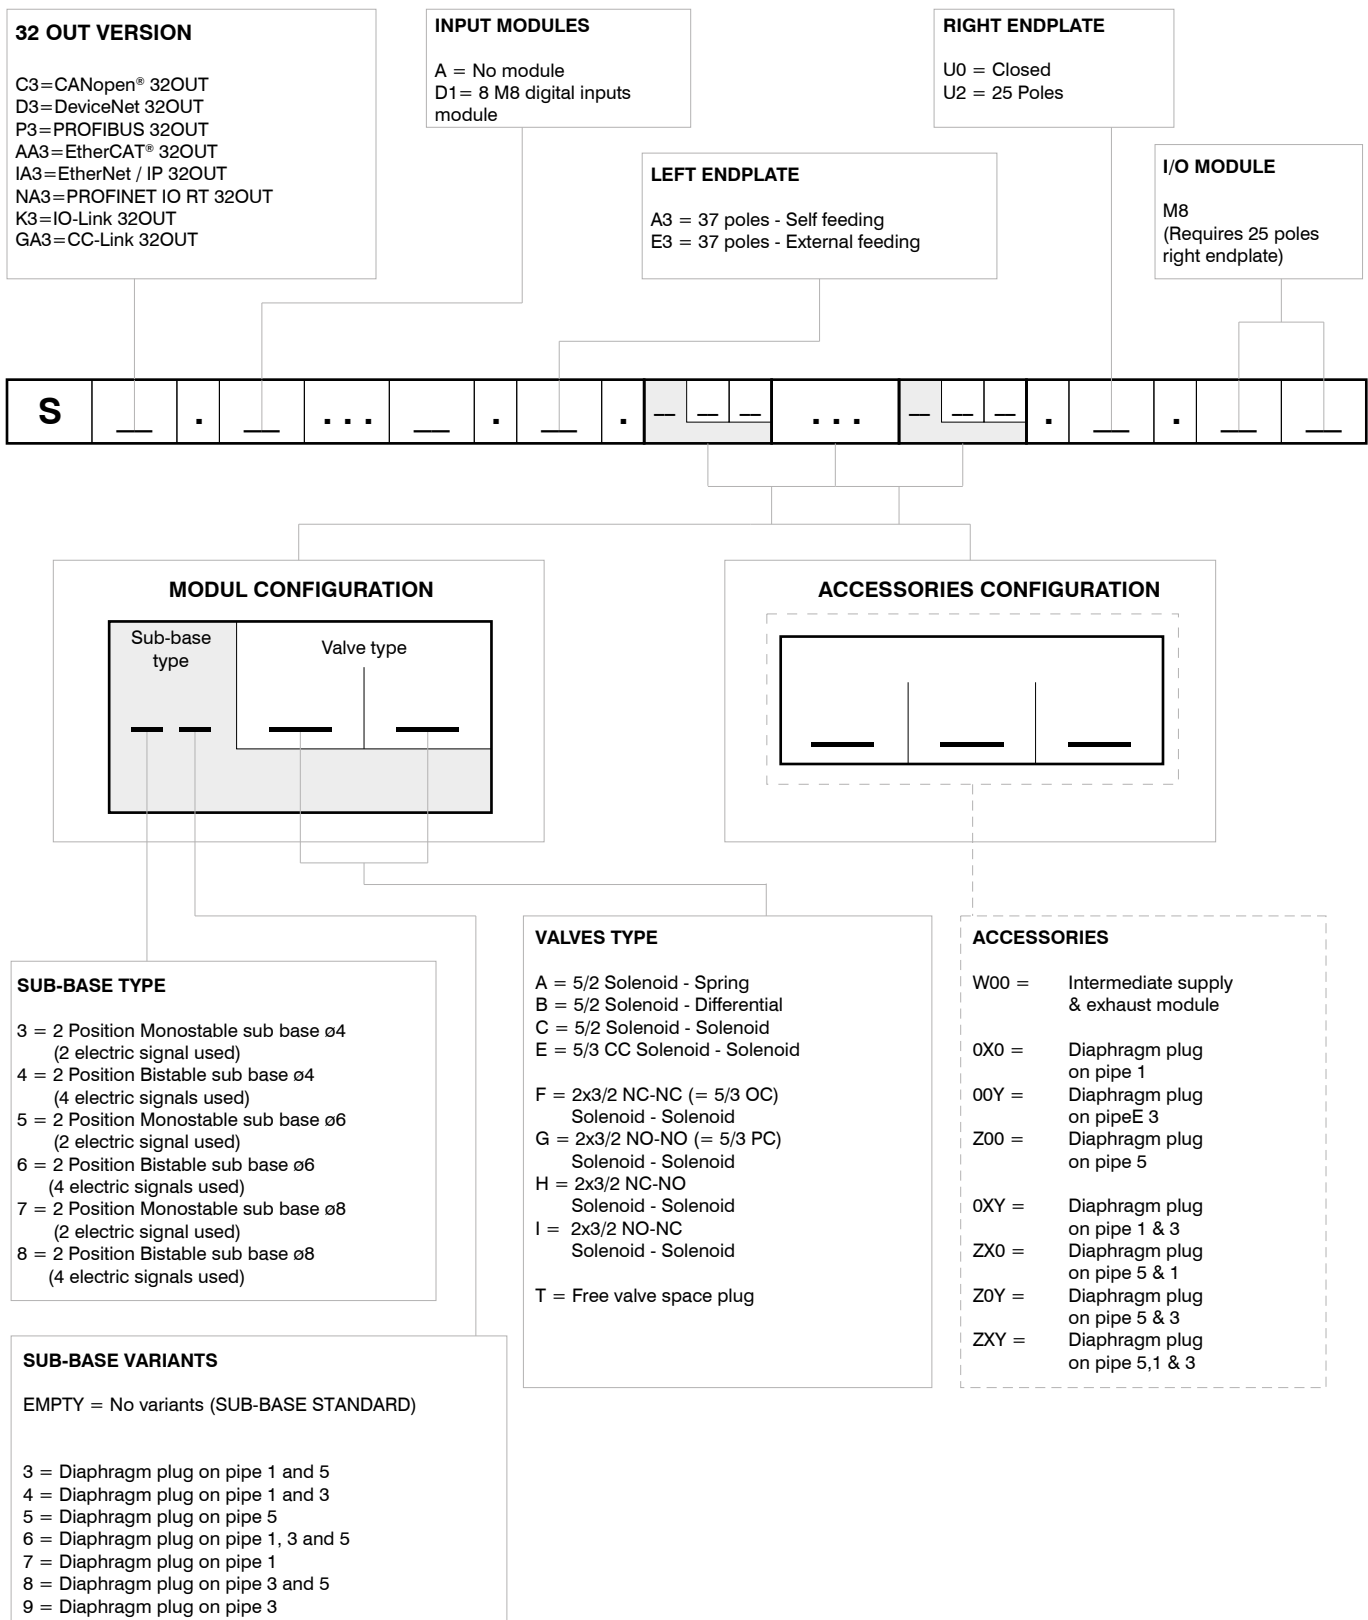 32 OUT VERSION
C3=CANopen® 32OUT
D3=DeviceNet 32OUT
P3=PROFIBUS 32OUT
AA3=EtherCAT® 32OUT
IA3=EtherNet / IP 32OUT
NA3=PROFINET IO RT 32OUT
K3=IO-Link 32OUT
GA3=CC-Link 32OUT
INPUT MODULES
A = No module
D1= 8 M8 digital inputs
module
LEFT ENDPLATE
A3 = 37 poles - Self feeding
E3 = 37 poles - External feeding
RIGHT ENDPLATE
U0 = Closed
U2 = 25 Poles
I/O MODULE
M8
(Requires 25 poles
right endplate)
S __ . __ ... __ . __ . __ __ __ ... __ __ __ . __ . __ __
MODUL CONFIGURATION
Sub-base
type
Valve type
ACCESSORIES CONFIGURATION
SUB-BASE TYPE
3 = 2 Position Monostable sub base ø4
(2 electric signal used)
4 = 2 Position Bistable sub base ø4
(4 electric signals used)
5 = 2 Position Monostable sub base ø6
(2 electric signal used)
6 = 2 Position Bistable sub base ø6
(4 electric signals used)
7 = 2 Position Monostable sub base ø8
(2 electric signal used)
8 = 2 Position Bistable sub base ø8
(4 electric signals used)
SUB-BASE VARIANTS
EMPTY = No variants (SUB-BASE STANDARD)
3 = Diaphragm plug on pipe 1 and 5
4 = Diaphragm plug on pipe 1 and 3
5 = Diaphragm plug on pipe 5
6 = Diaphragm plug on pipe 1, 3 and 5
7 = Diaphragm plug on pipe 1
8 = Diaphragm plug on pipe 3 and 5
9 = Diaphragm plug on pipe 3
VALVES TYPE
A = 5/2 Solenoid - Spring
B = 5/2 Solenoid - Differential
C = 5/2 Solenoid - Solenoid
E = 5/3 CC Solenoid - Solenoid
F = 2x3/2 NC-NC (= 5/3 OC)
Solenoid - Solenoid
G = 2x3/2 NO-NO (= 5/3 PC)
Solenoid - Solenoid
H = 2x3/2 NC-NO
Solenoid - Solenoid
I = 2x3/2 NO-NC
Solenoid - Solenoid
T = Free valve space plug
ACCESSORIES
W00 = Intermediate supply
& exhaust module
0X0 = Diaphragm plug
on pipe 1
00Y = Diaphragm plug
on pipeE 3
Z00 = Diaphragm plug
on pipe 5
0XY = Diaphragm plug
on pipe 1 & 3
ZX0 = Diaphragm plug
on pipe 5 & 1
Z0Y = Diaphragm plug
on pipe 5 & 3
ZXY = Diaphragm plug
on pipe 5,1 & 3